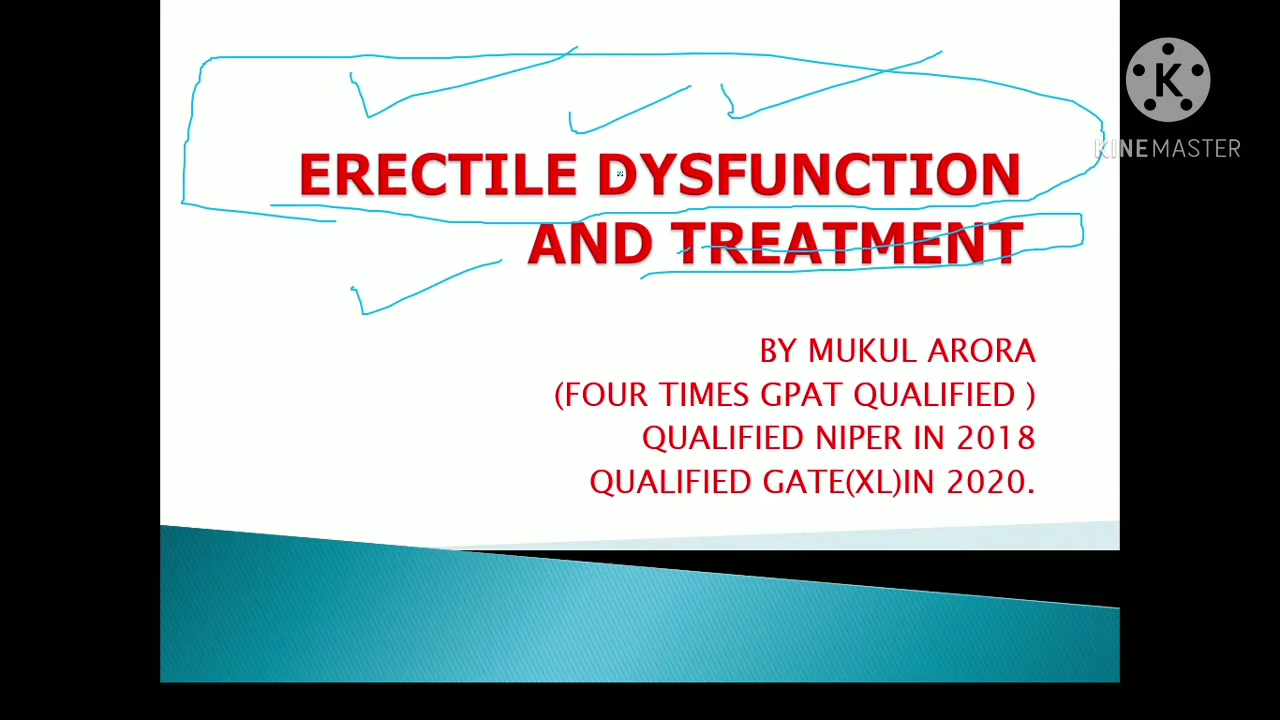 ERECTILE DYSFUNCTION
AND TREATMENT
BY MUKUL ARORA
(FOUR TIMES GPAT QUALIFIED )
QUALIFIED NIPER IN 2018
QUALIFIED GATE(XL)IN 2020.
K
KINEMASTER